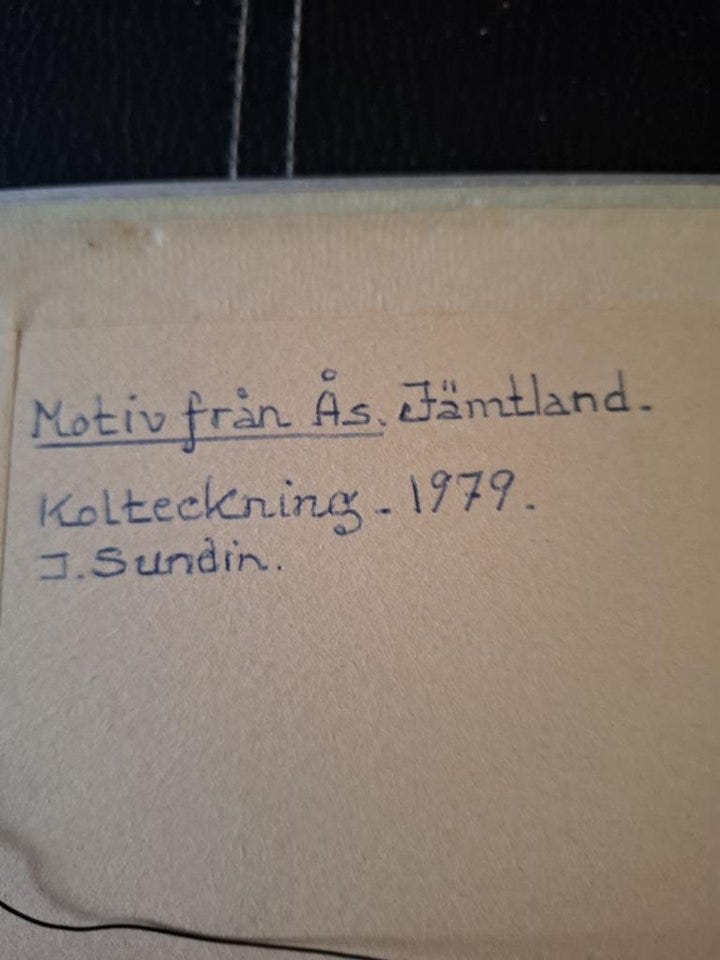 Motiv från Ås. Jämtland.
Kolteckning - 1979.
J. Sundin.